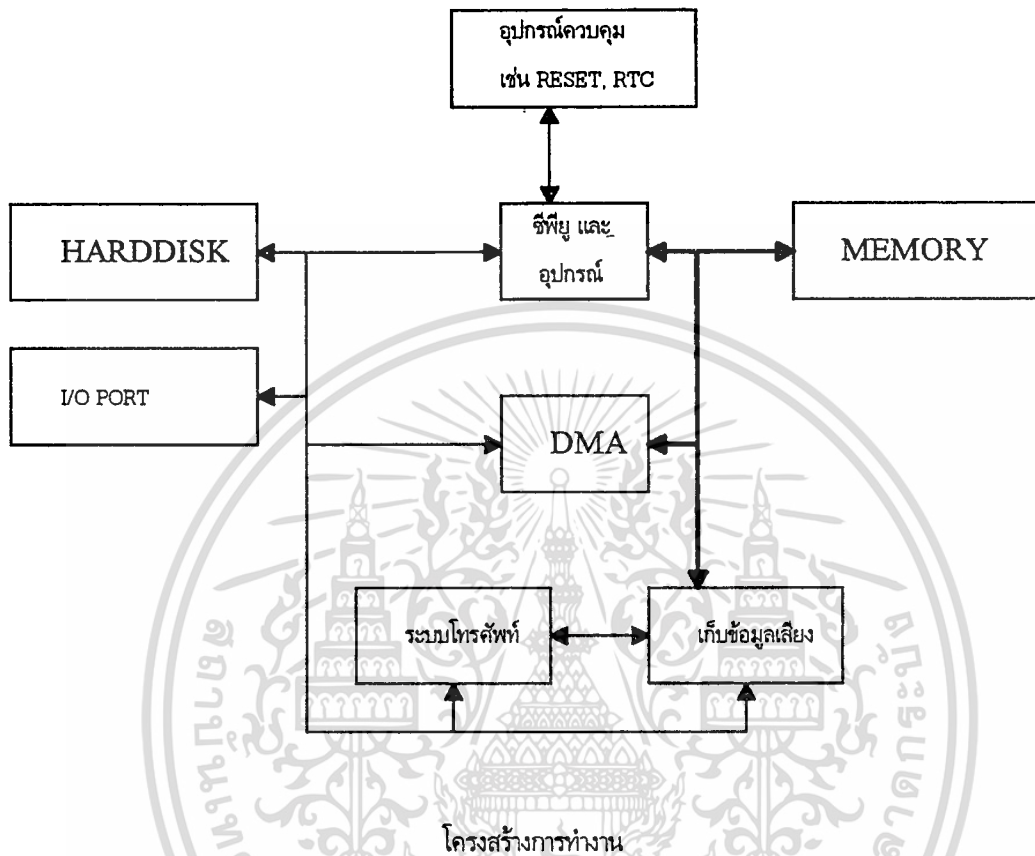 อุปกรณ์ควบคุม
เช่น RESET, RTC
HARDDISK
ซีพียู และ
อุปกรณ์
MEMORY
I/O PORT
DMA
ระบบโทรศัพท์
เก็บข้อมูลเสียง
โครงสร้างการทำงาน